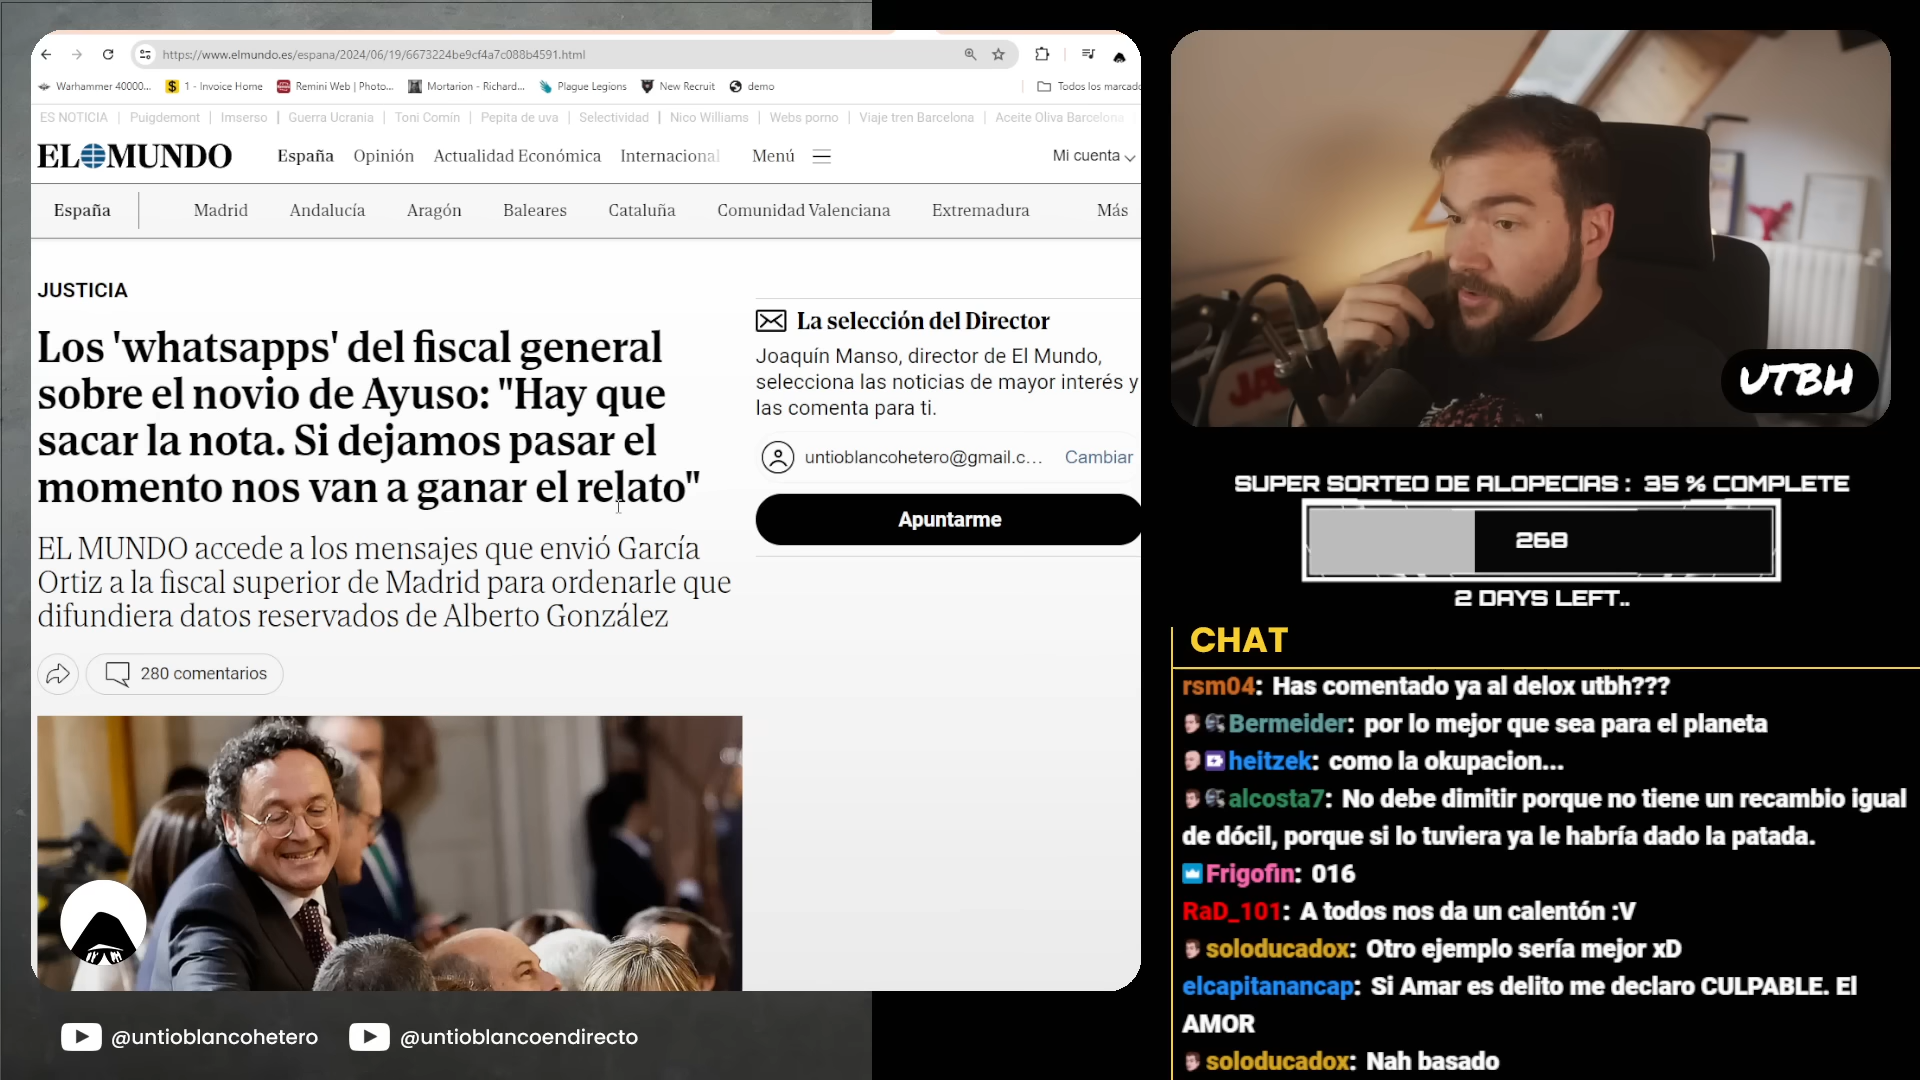 https://www.elmundo.es/espana/2024/06/19/6673224be9cf4a7c088b4591.html
Warhammer 40000... 1 - Invoice Home Remini Web | Photo... Mortarion - Richard... Plague Legions New Recruit demo Todos los marcado
ES NOTICIA | Puigdemont | Imserso | Guerra Ucrania | Toni Comín | Pepita de uva | Selectividad | Nico Williams | Webs porno | Viaje tren Barcelona | Aceite Oliva Barcelona
EL MUNDO España Opinión Actualidad Económica Internacional Menú Mi cuenta
España Madrid Andalucía Aragón Baleares Cataluña Comunidad Valenciana Extremadura Más
JUSTICIA
Los 'whatsapps' del fiscal general
sobre el novio de Ayuso: "Hay que
sacar la nota. Si dejamos pasar el
momento nos van a ganar el relato"
EL MUNDO accede a los mensajes que envió García
Ortiz a la fiscal superior de Madrid para ordenarle que
difundiera datos reservados de Alberto González
280 comentarios
La selección del Director
Joaquín Manso, director de El Mundo,
selecciona las noticias de mayor interés y
las comenta para ti.
untioblancohetero@gmail.c... Cambiar
Apuntarme
@untioblancohetero @untioblancoendirecto
UTBH
SUPER SORTEO DE ALOPECIAS : 35 % COMPLETE
268
2 DAYS LEFT..
CHAT
rsm04: Has comentado ya al delox utbh???
Bermeider: por lo mejor que sea para el planeta
heitzek: como la okupacion...
alcosta7: No debe dimitir porque no tiene un recambio igual
de dócil, porque si lo tuviera ya le habría dado la patada.
Frigofin: 016
RaD_101: A todos nos da un calentón :V
soloducadox: Otro ejemplo sería mejor xD
elcapitanancap: Si Amar es delito me declaro CULPABLE. El
AMOR
soloducadox: Nah basado